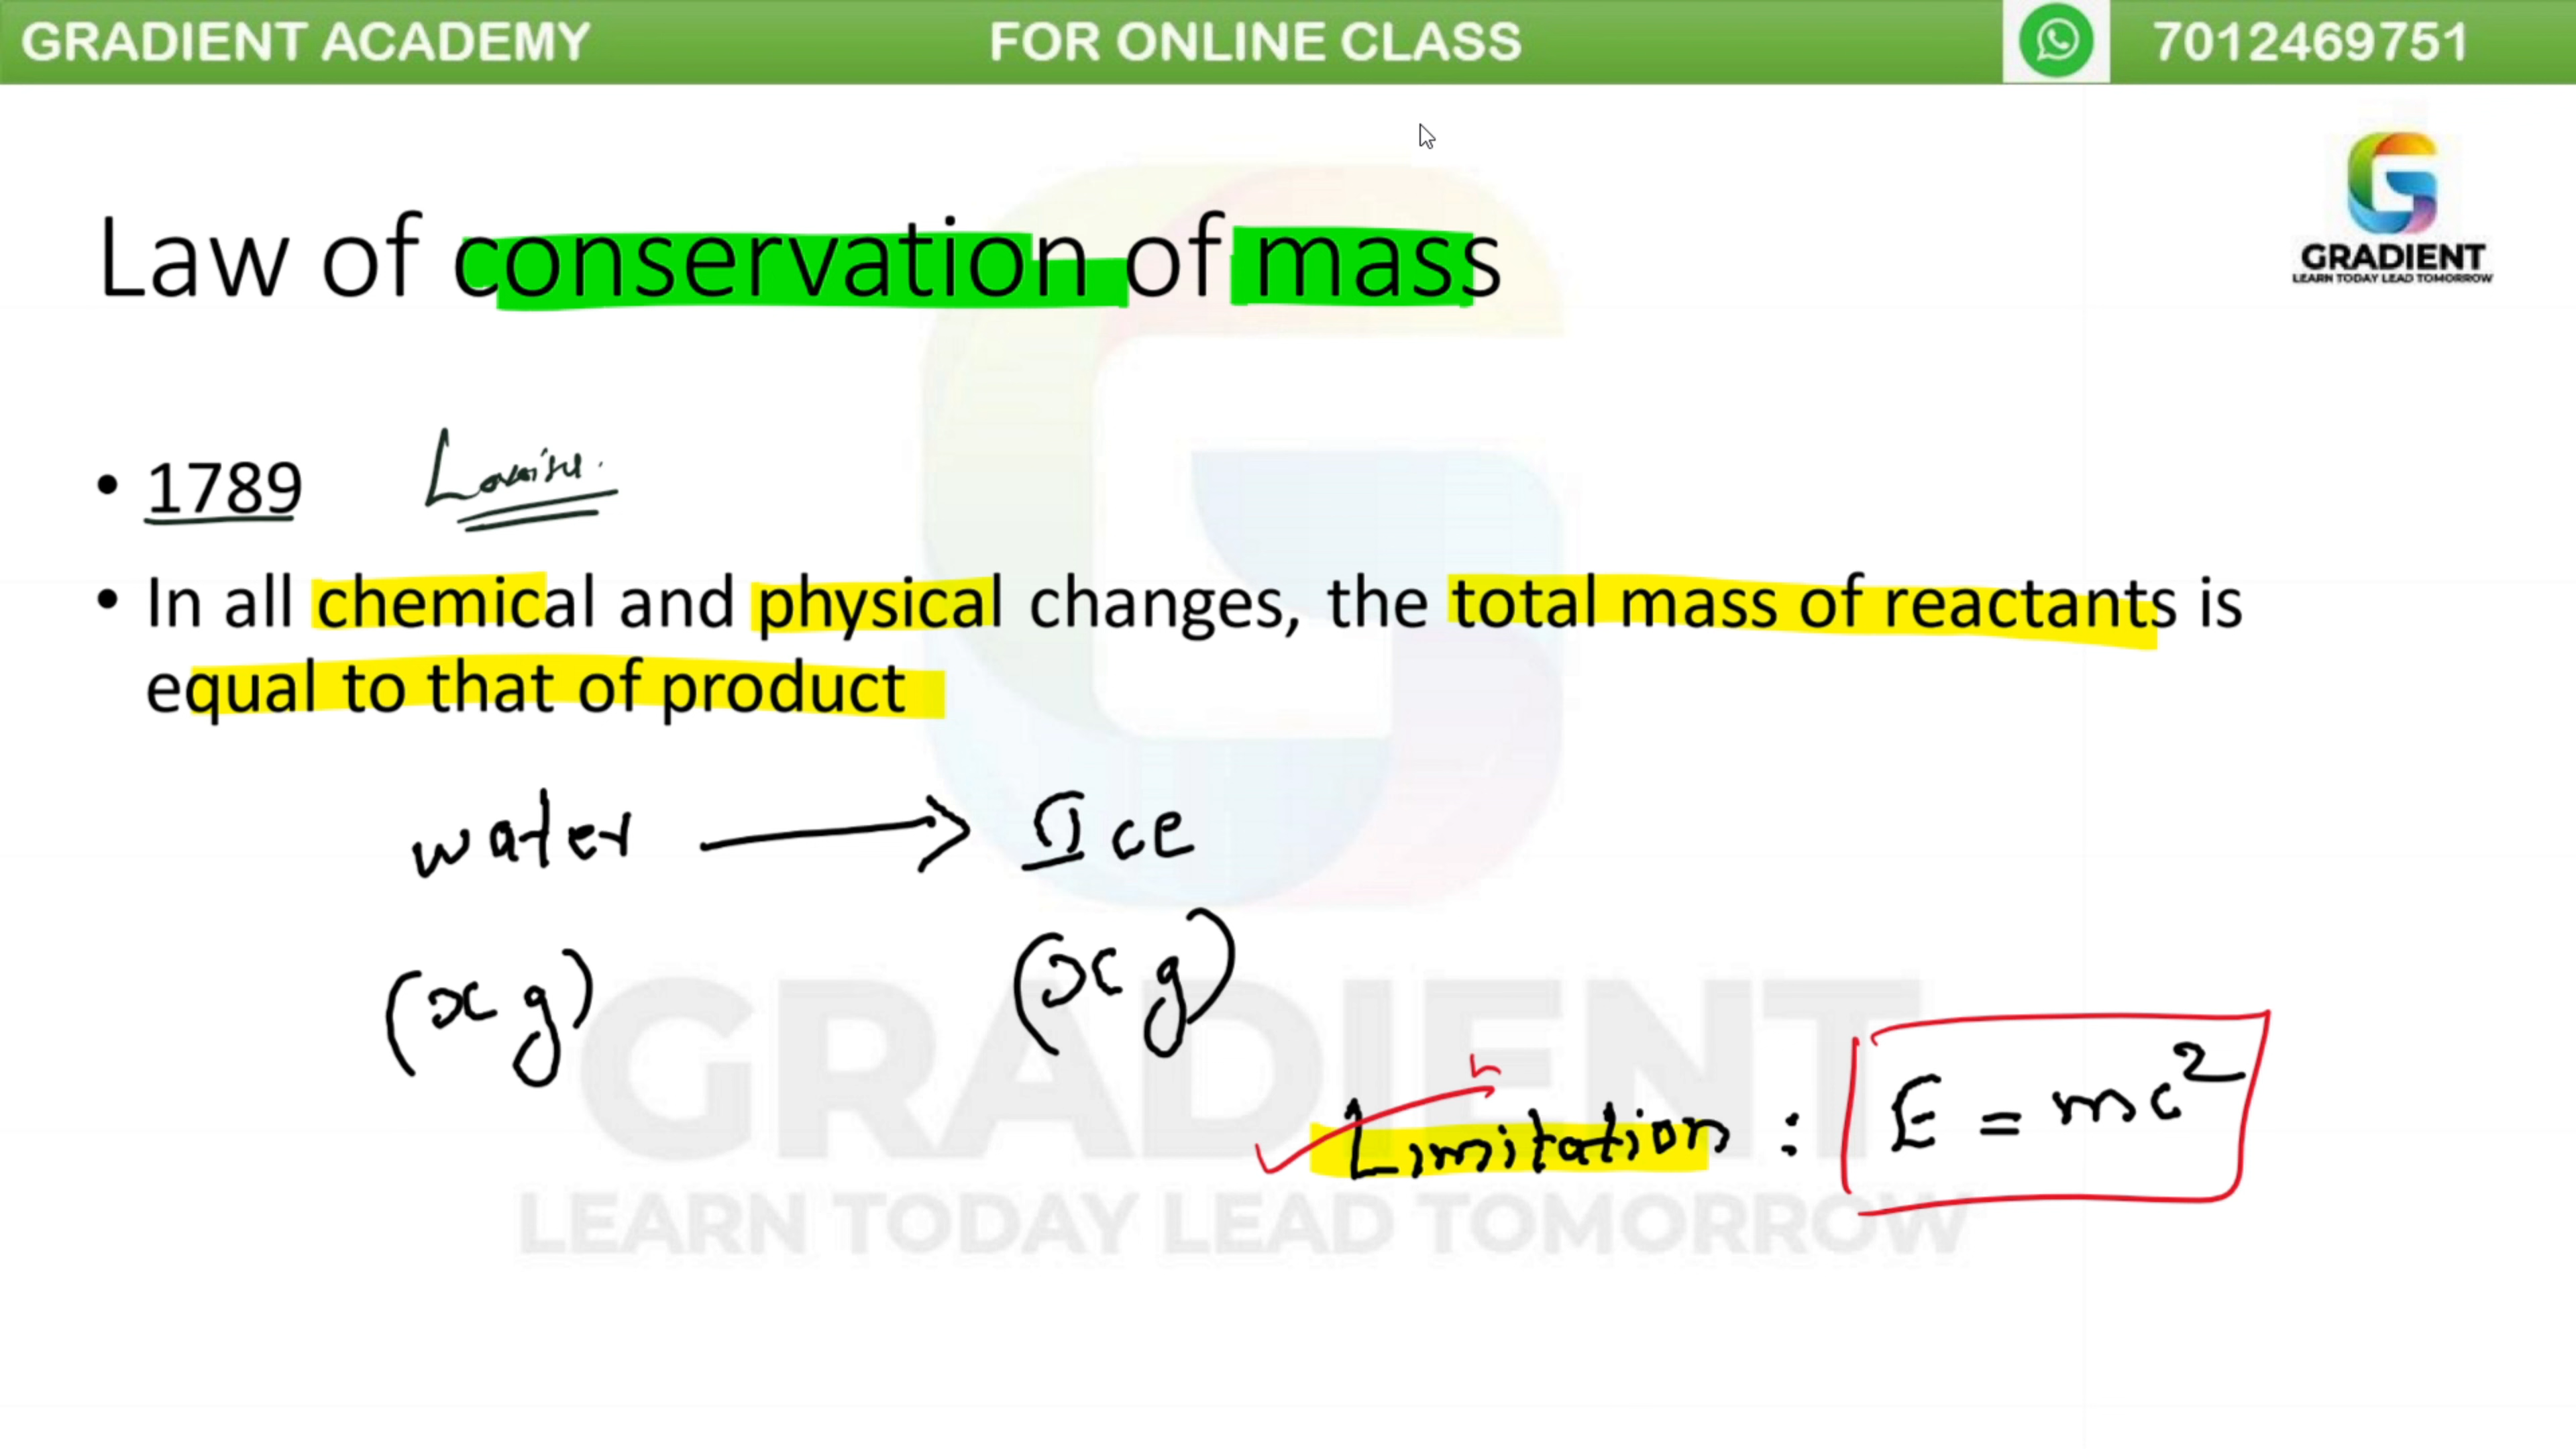 GRADIENT ACADEMY FOR ONLINE CLASS 7012469751
GRADIENT
LEARN TODAY LEAD TOMORROW
Law of conservation of mass
• 1789
• In all chemical and physical changes, the total mass of reactants is
equal to that of product
water → Ice
(x g) (x g)
Limitation : E = mc²
GRADIENT
LEARN TODAY LEAD TOMORROW